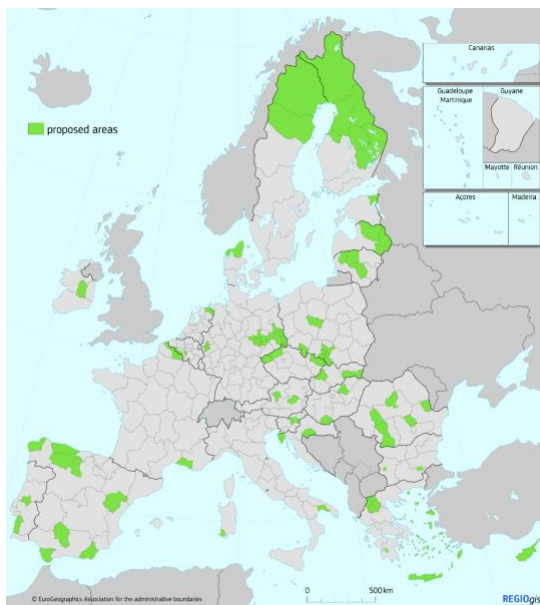 Canarias
Guadeloupe
Martinique
Guyane
Mayotte
Réunion
Açores
Madeira
proposed areas
0
500 km
© EuroGeographics Association for the administrative boundaries
REGIOgis